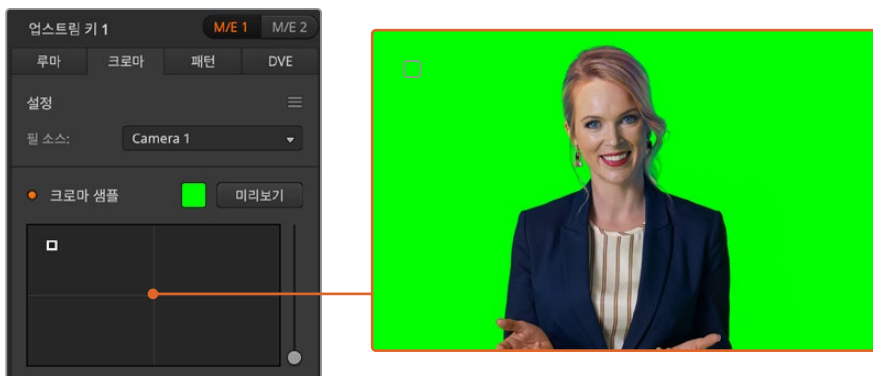 업스트림 키 1 M/E 1 M/E 2
루마 크로마 패턴 DVE
설정
필 소스: Camera 1
크로마 샘플 미리보기